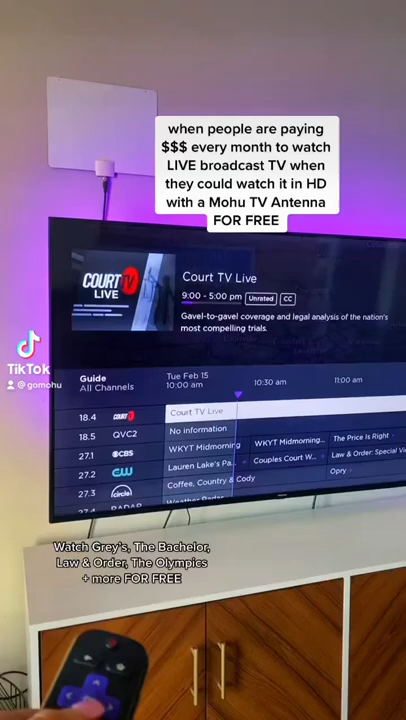 when people are paying
$$$ every month to watch
LIVE broadcast TV when
they could watch it in HD
with a Mohu TV Antenna
FOR FREE
COURT TV
LIVE
Court TV Live
9:00 - 5:00 pm Unrated CC
Gavel-to-gavel coverage and legal analysis of the nation's
most compelling trials.
TikTok
@gomohu
Guide
All Channels
Tue Feb 15
10:00 am 10:30 am 11:00 am
18.4 COURT TV Court TV Live
18.5 QVC2 No information
27.1 CBS WKYT Midmorning WKYT Midmorning... The Price Is Right
27.2 CW Lauren Lake's Pa... Couples Court W... Law & Order: Special Vi
27.3 circle Coffee, Country & Cody Opry
27.4 RADAR Weather Radar
Watch Grey's, The Bachelor,
Law & Order, The Olympics
+ more FOR FREE